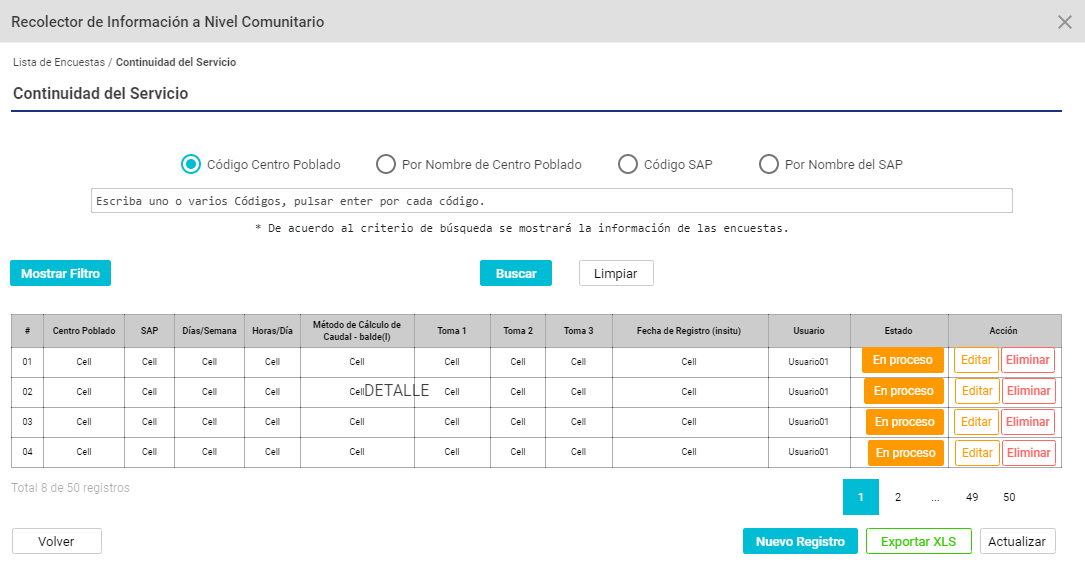 Recolector de Información a Nivel Comunitario
Lista de Encuestas / Continuidad del Servicio
Continuidad del Servicio
Código Centro Poblado Por Nombre de Centro Poblado Código SAP Por Nombre del SAP
Escriba uno o varios Códigos, pulsar enter por cada código.
* De acuerdo al criterio de búsqueda se mostrará la información de las encuestas.
Mostrar Filtro Buscar Limpiar
# Centro Poblado SAP Días/Semana Horas/Día Método de Cálculo de Caudal - balde(l) Toma 1 Toma 2 Toma 3 Fecha de Registro (insitu) Usuario Estado Acción
01 Cell Cell Cell Cell Cell Cell Cell Cell Cell Usuario01 En proceso Editar Eliminar
02 Cell Cell Cell Cell Cell DETALLE Cell Cell Cell Cell Usuario01 En proceso Editar Eliminar
03 Cell Cell Cell Cell Cell Cell Cell Cell Cell Usuario01 En proceso Editar Eliminar
04 Cell Cell Cell Cell Cell Cell Cell Cell Cell Usuario01 En proceso Editar Eliminar
Total 8 de 50 registros
1 2 ... 49 50
Volver Nuevo Registro Exportar XLS Actualizar